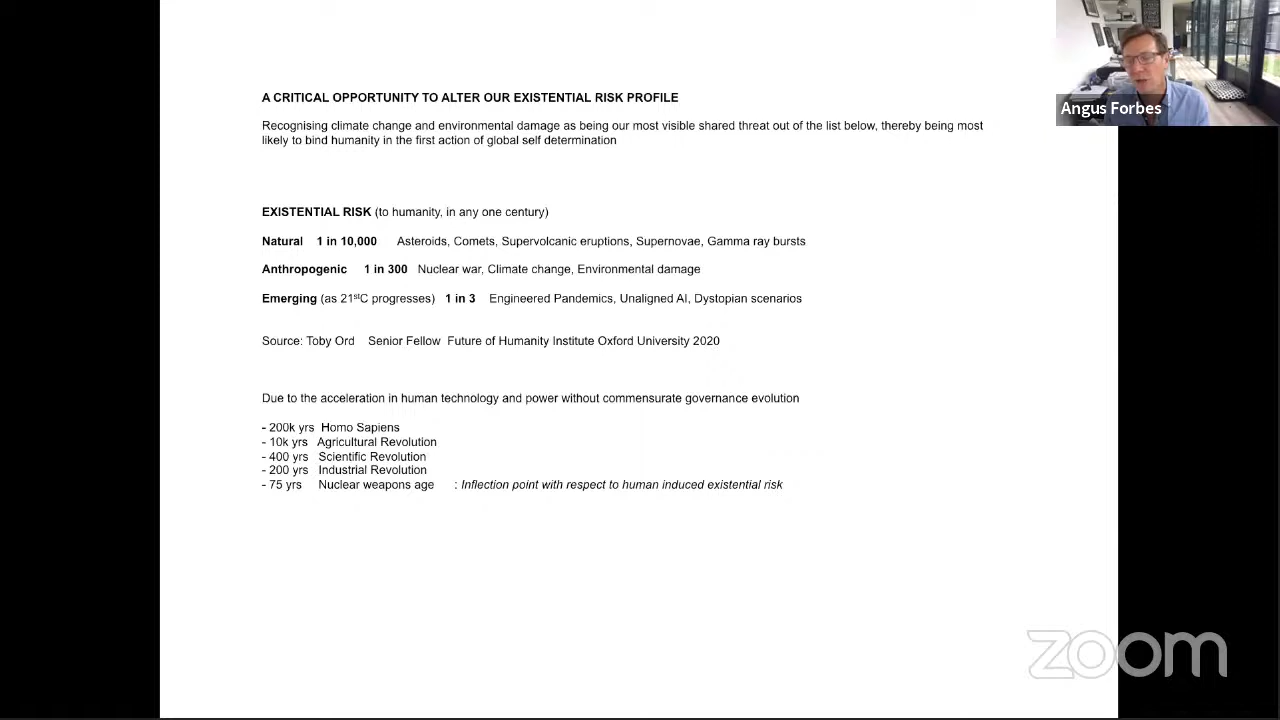 A CRITICAL OPPORTUNITY TO ALTER OUR EXISTENTIAL RISK PROFILE
Recognising climate change and environmental damage as being our most visible shared threat out of the list below, thereby being most
likely to bind humanity in the first action of global self determination
EXISTENTIAL RISK (to humanity, in any one century)
Natural 1 in 10,000 Asteroids, Comets, Supervolcanic eruptions, Supernovae, Gamma ray bursts
Anthropogenic 1 in 300 Nuclear war, Climate change, Environmental damage
Emerging (as 21stC progresses) 1 in 3 Engineered Pandemics, Unaligned AI, Dystopian scenarios
Source: Toby Ord Senior Fellow Future of Humanity Institute Oxford University 2020
Due to the acceleration in human technology and power without commensurate governance evolution
- 200k yrs Homo Sapiens
- 10k yrs Agricultural Revolution
- 400 yrs Scientific Revolution
- 200 yrs Industrial Revolution
- 75 yrs Nuclear weapons age : Inflection point with respect to human induced existential risk
Angus Forbes
zoom